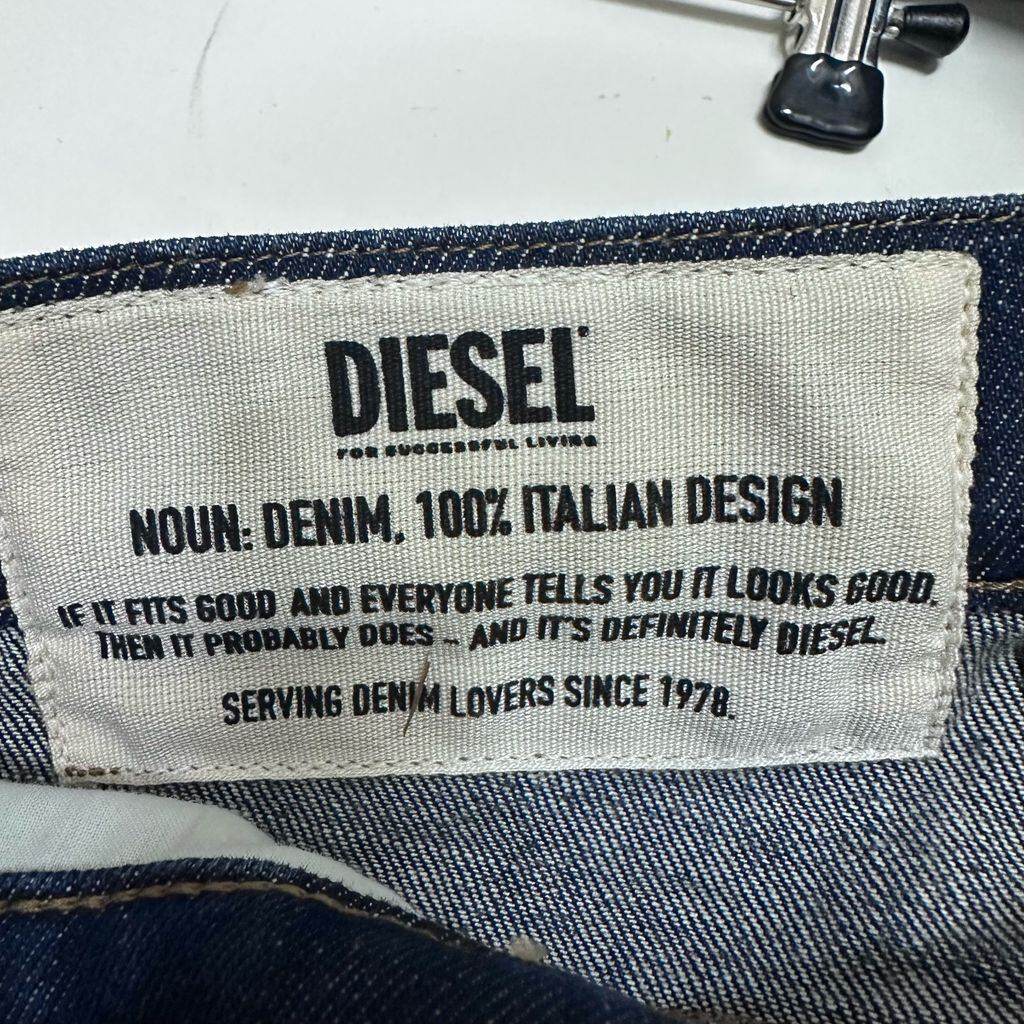 DIESEL
FOR SUCCESSFUL LIVING
NOUN: DENIM. 100% ITALIAN DESIGN
IF IT FITS GOOD AND EVERYONE TELLS YOU IT LOOKS GOOD.
THEN IT PROBABLY DOES – AND IT'S DEFINITELY DIESEL.
SERVING DENIM LOVERS SINCE 1978.